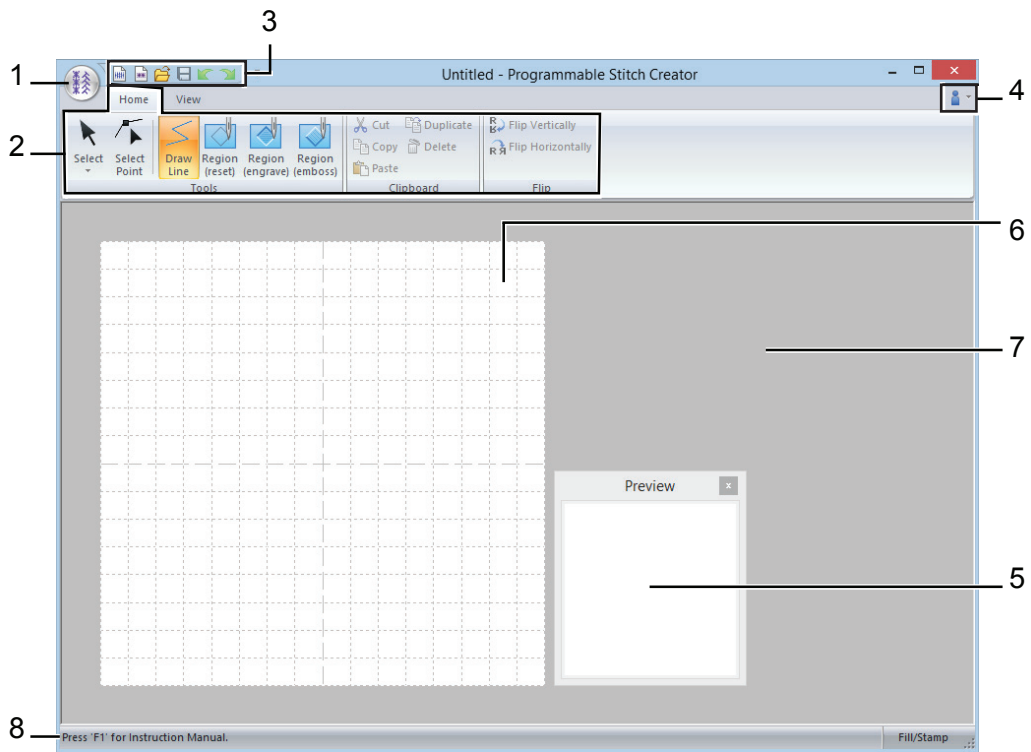 3
1
Untitled - Programmable Stitch Creator
4
Home View
2
Select
Select Point
Draw Line
Region (reset)
Region (engrave)
Region (emboss)
Tools
Cut
Duplicate
Copy
Delete
Paste
Clipboard
Flip Vertically
Flip Horizontally
Flip
6
7
Preview
5
8
Press 'F1' for Instruction Manual.
Fill/Stamp